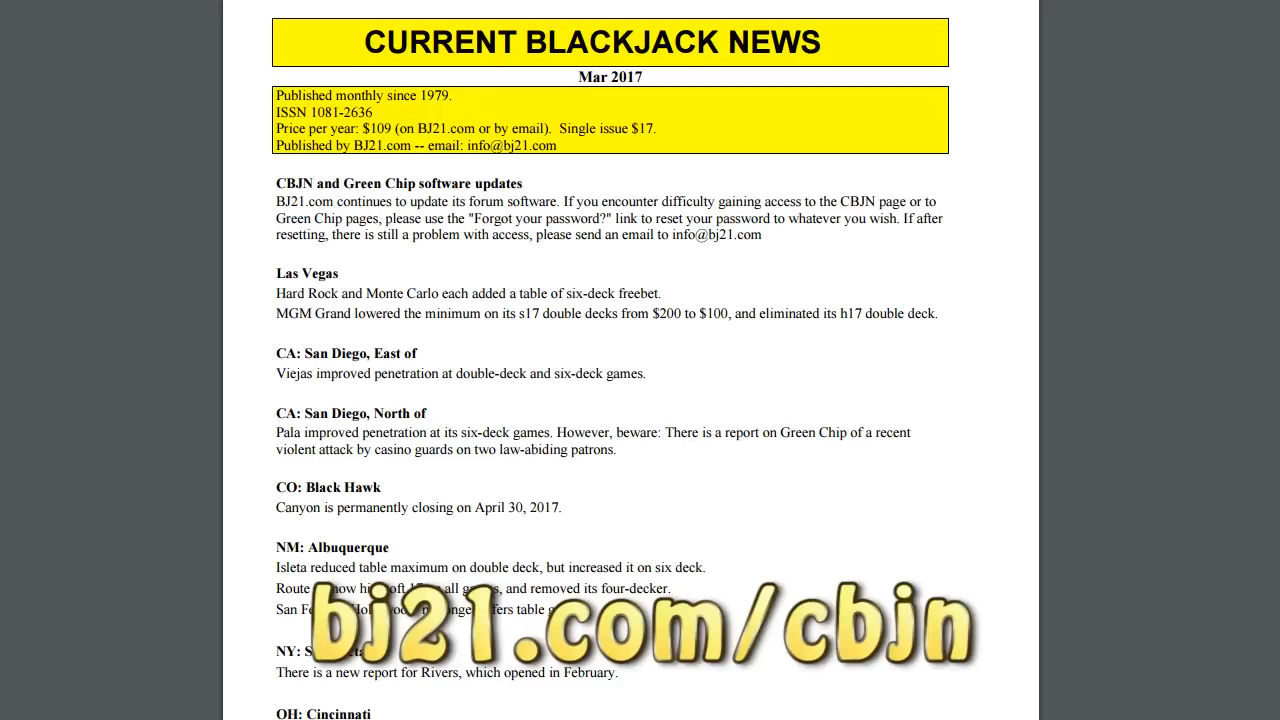 CURRENT BLACKJACK NEWS
Mar 2017
Published monthly since 1979.
ISSN 1081-2636
Price per year: $109 (on BJ21.com or by email). Single issue $17.
Published by BJ21.com -- email: info@bj21.com
CBJN and Green Chip software updates
BJ21.com continues to update its forum software. If you encounter difficulty gaining access to the CBJN page or to
Green Chip pages, please use the "Forgot your password?" link to reset your password to whatever you wish. If after
resetting, there is still a problem with access, please send an email to info@bj21.com
Las Vegas
Hard Rock and Monte Carlo each added a table of six-deck freebet.
MGM Grand lowered the minimum on its s17 double decks from $200 to $100, and eliminated its h17 double deck.
CA: San Diego, East of
Viejas improved penetration at double-deck and six-deck games.
CA: San Diego, North of
Pala improved penetration at its six-deck games. However, beware: There is a report on Green Chip of a recent
violent attack by casino guards on two law-abiding patrons.
CO: Black Hawk
Canyon is permanently closing on April 30, 2017.
NM: Albuquerque
Isleta reduced table maximum on double deck, but increased it on six deck.
Route now all and removed its four-decker.
San table
bj21.com/cbjn
NY:
There is a new report for Rivers, which opened in February.
OH: Cincinnati